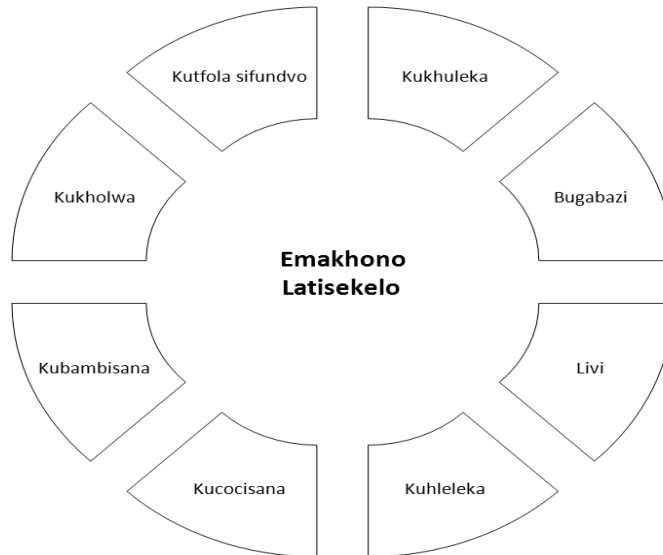 Kutfola sifundvo
Kukhuleka
Kukholwa
Bugabazi
Emakhono
Latisekelo
Kubambisana
Livi
Kucocisana
Kuhleleka